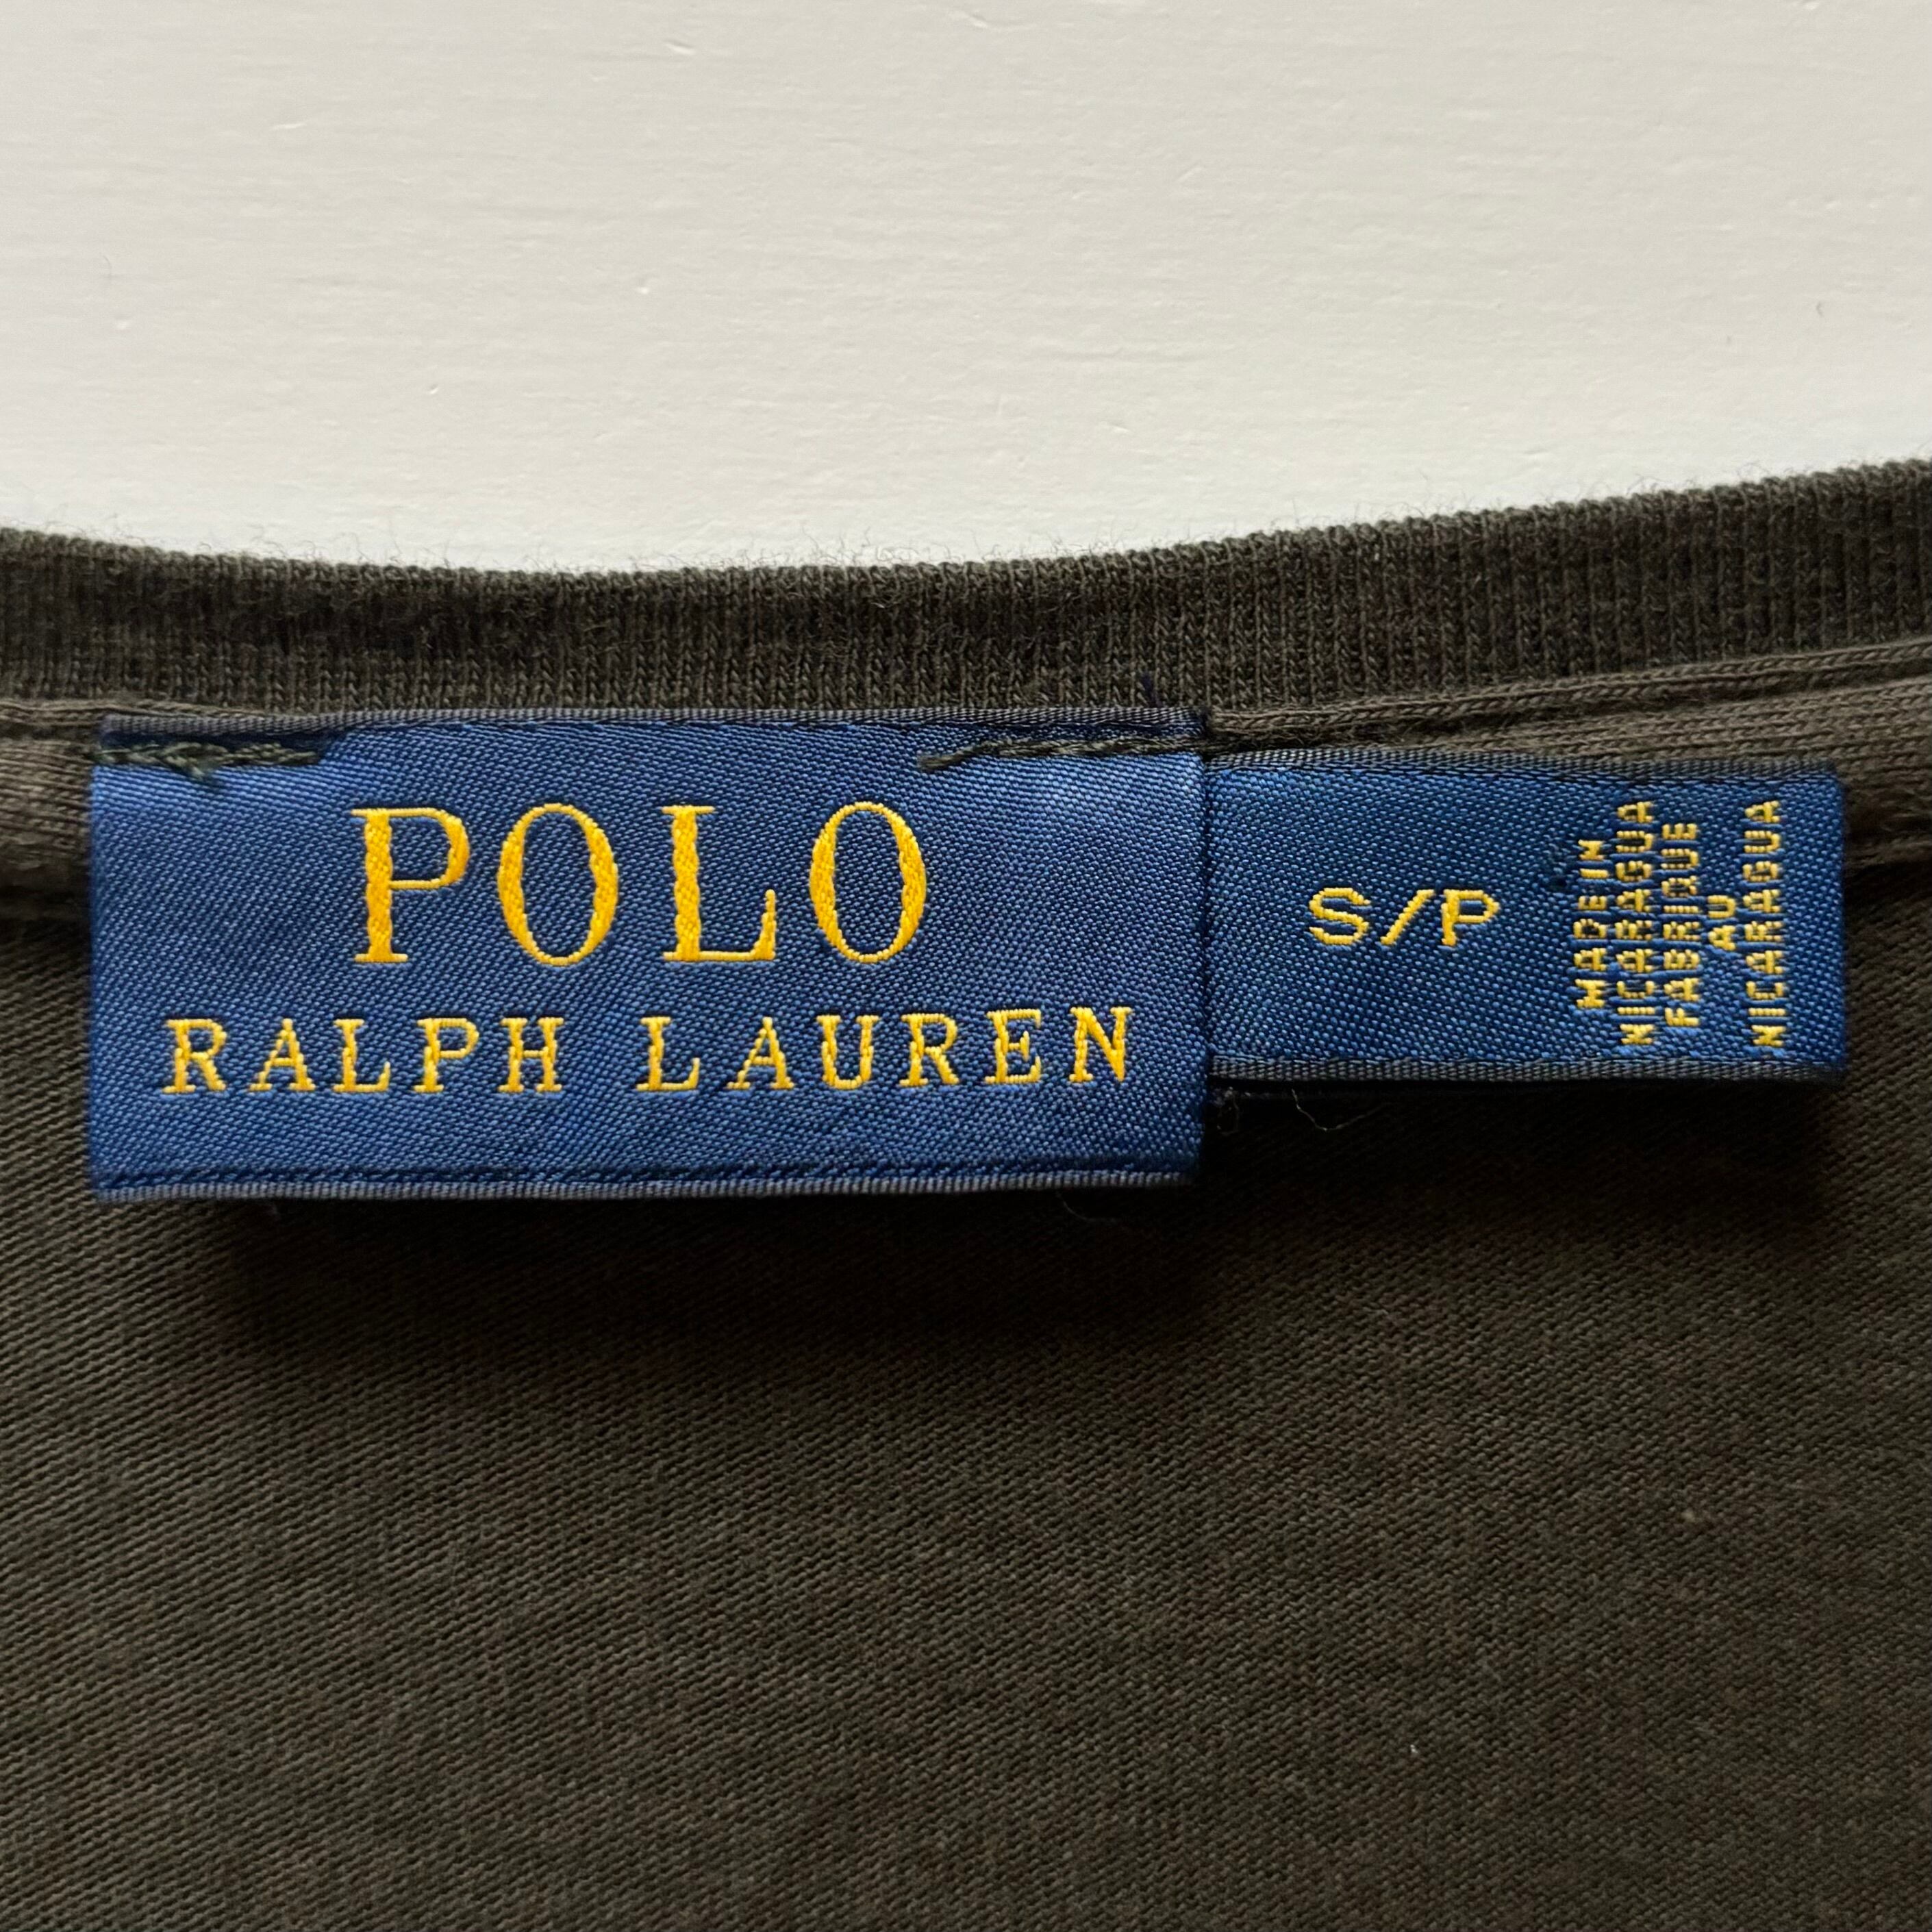 POLO
RALPH LAUREN
S/P
MADE IN
NICARAGUA
FABRIQUE
AU
NICARAGUA